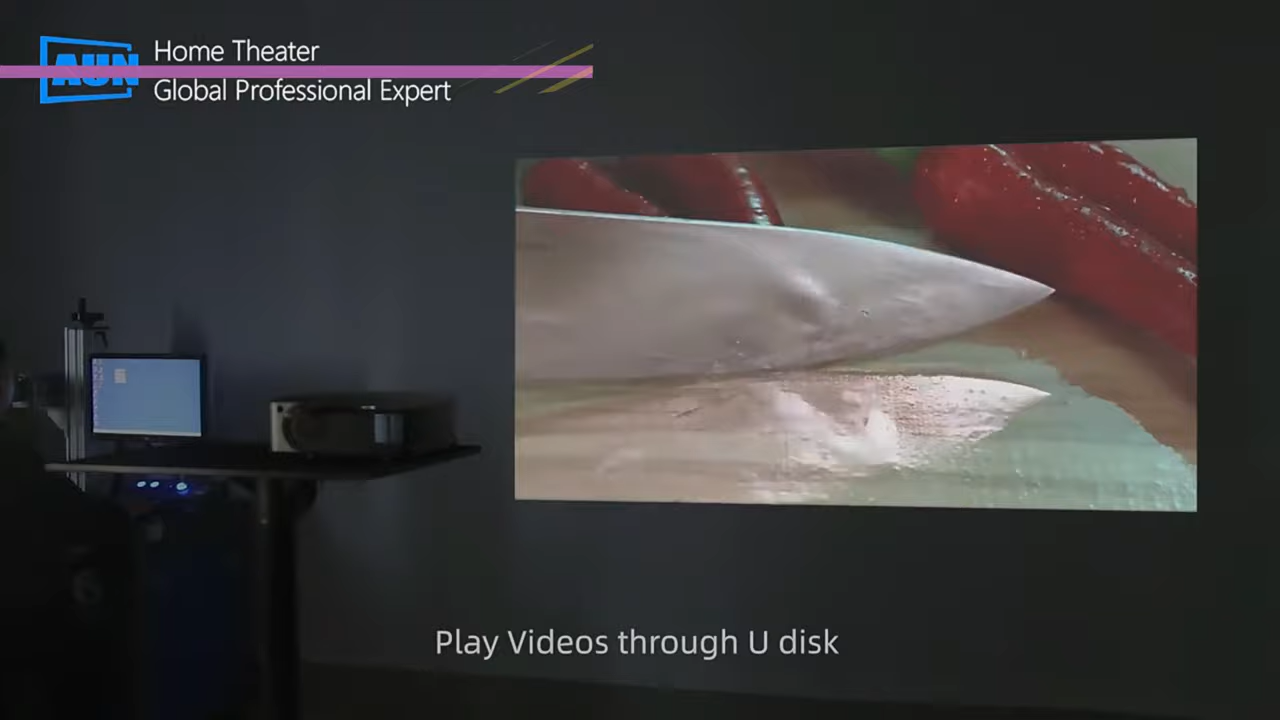 AUN
Home Theater
Global Professional Expert
Play Videos through U disk